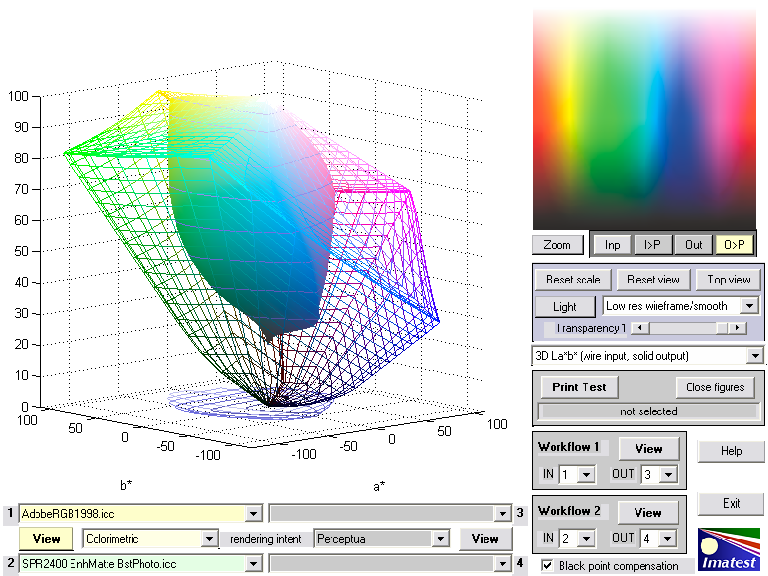 100
90
80
70
60
50
40
30
20
10
0
100
50
0
-50
-100
-100
-50
0
50
100
b*
a*
Zoom Inp I>P Out O>P
Reset scale Reset view Top view
Light Low res wireframe/smooth
Transparency 1
3D La*b* (wire input, solid output)
Print Test Close figures
not selected
Workflow 1 View
IN 1 OUT 3
Help
Workflow 2 View
IN 2 OUT 4
Exit
Black point compensation
Imatest
1 AdobeRGB1998.icc 3
View Colorimetric rendering intent Perceptua View
2 SPR2400 EnhMatte BstPhoto.icc 4